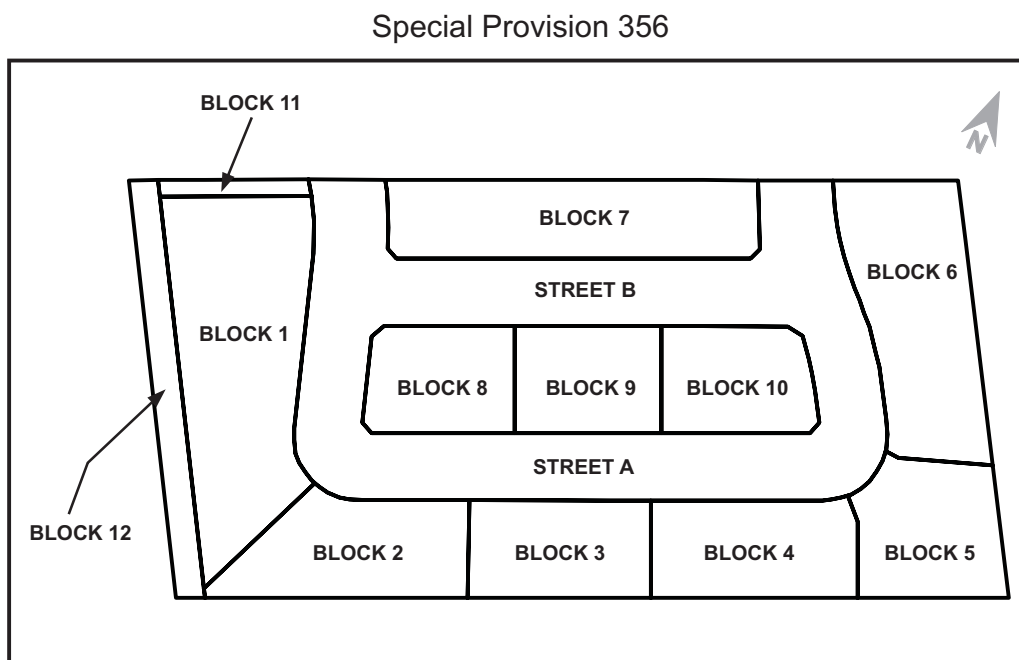 Special Provision 356
BLOCK 11
N
BLOCK 7
BLOCK 6
STREET B
BLOCK 1
BLOCK 8
BLOCK 9
BLOCK 10
STREET A
BLOCK 12
BLOCK 2
BLOCK 3
BLOCK 4
BLOCK 5